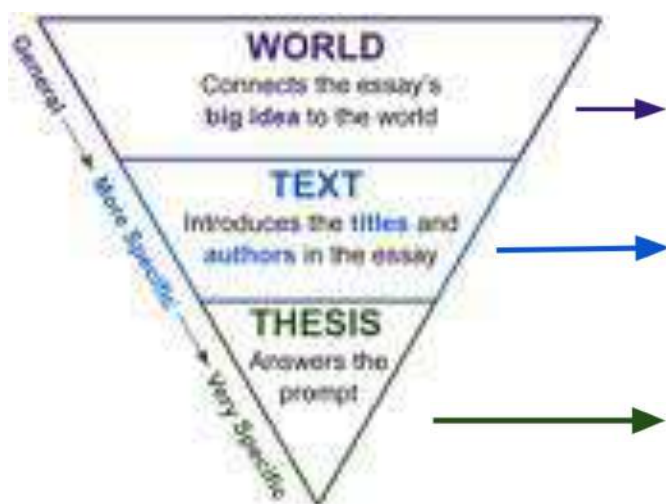 WORLD
Connects the essay's
big idea to the world
TEXT
Introduces the titles and
authors in the essay
THESIS
Answers the
prompt
General
More Specific
Very Specific